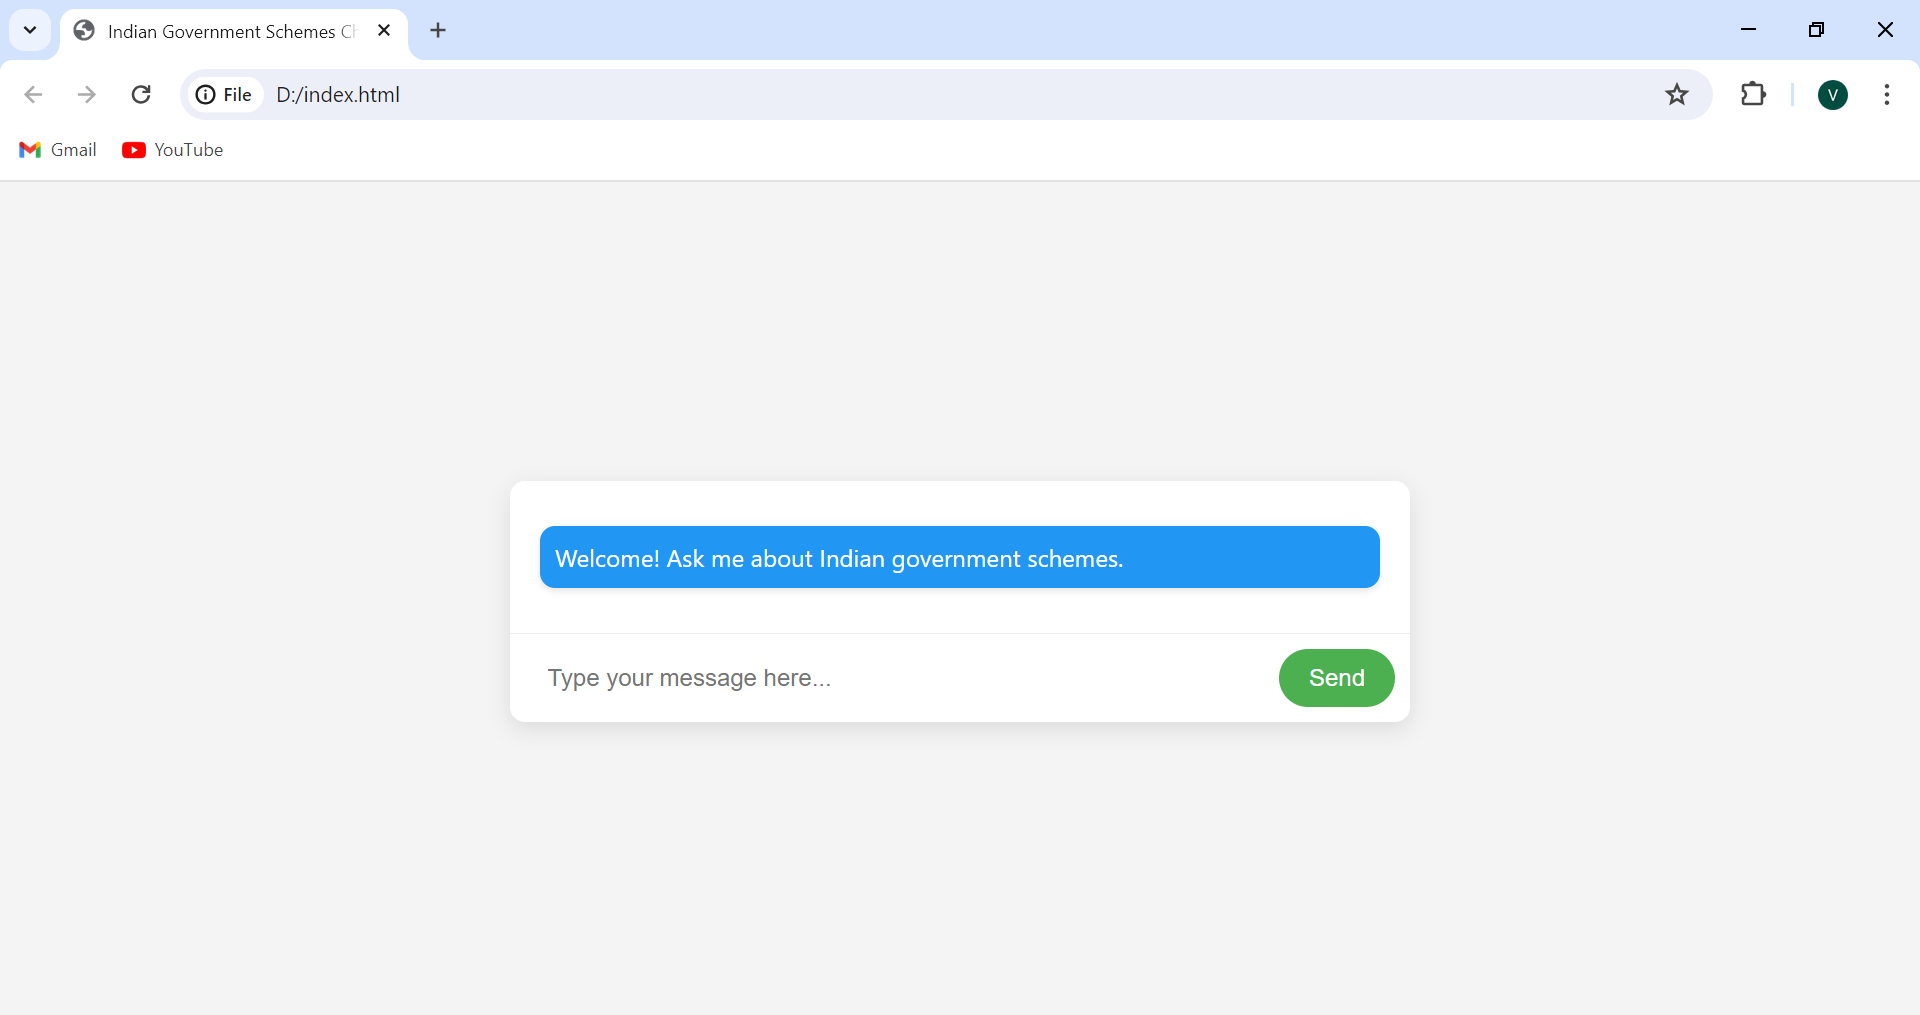 Indian Government Schemes
File D:/index.html
V
Gmail YouTube
Welcome! Ask me about Indian government schemes.
Type your message here...
Send